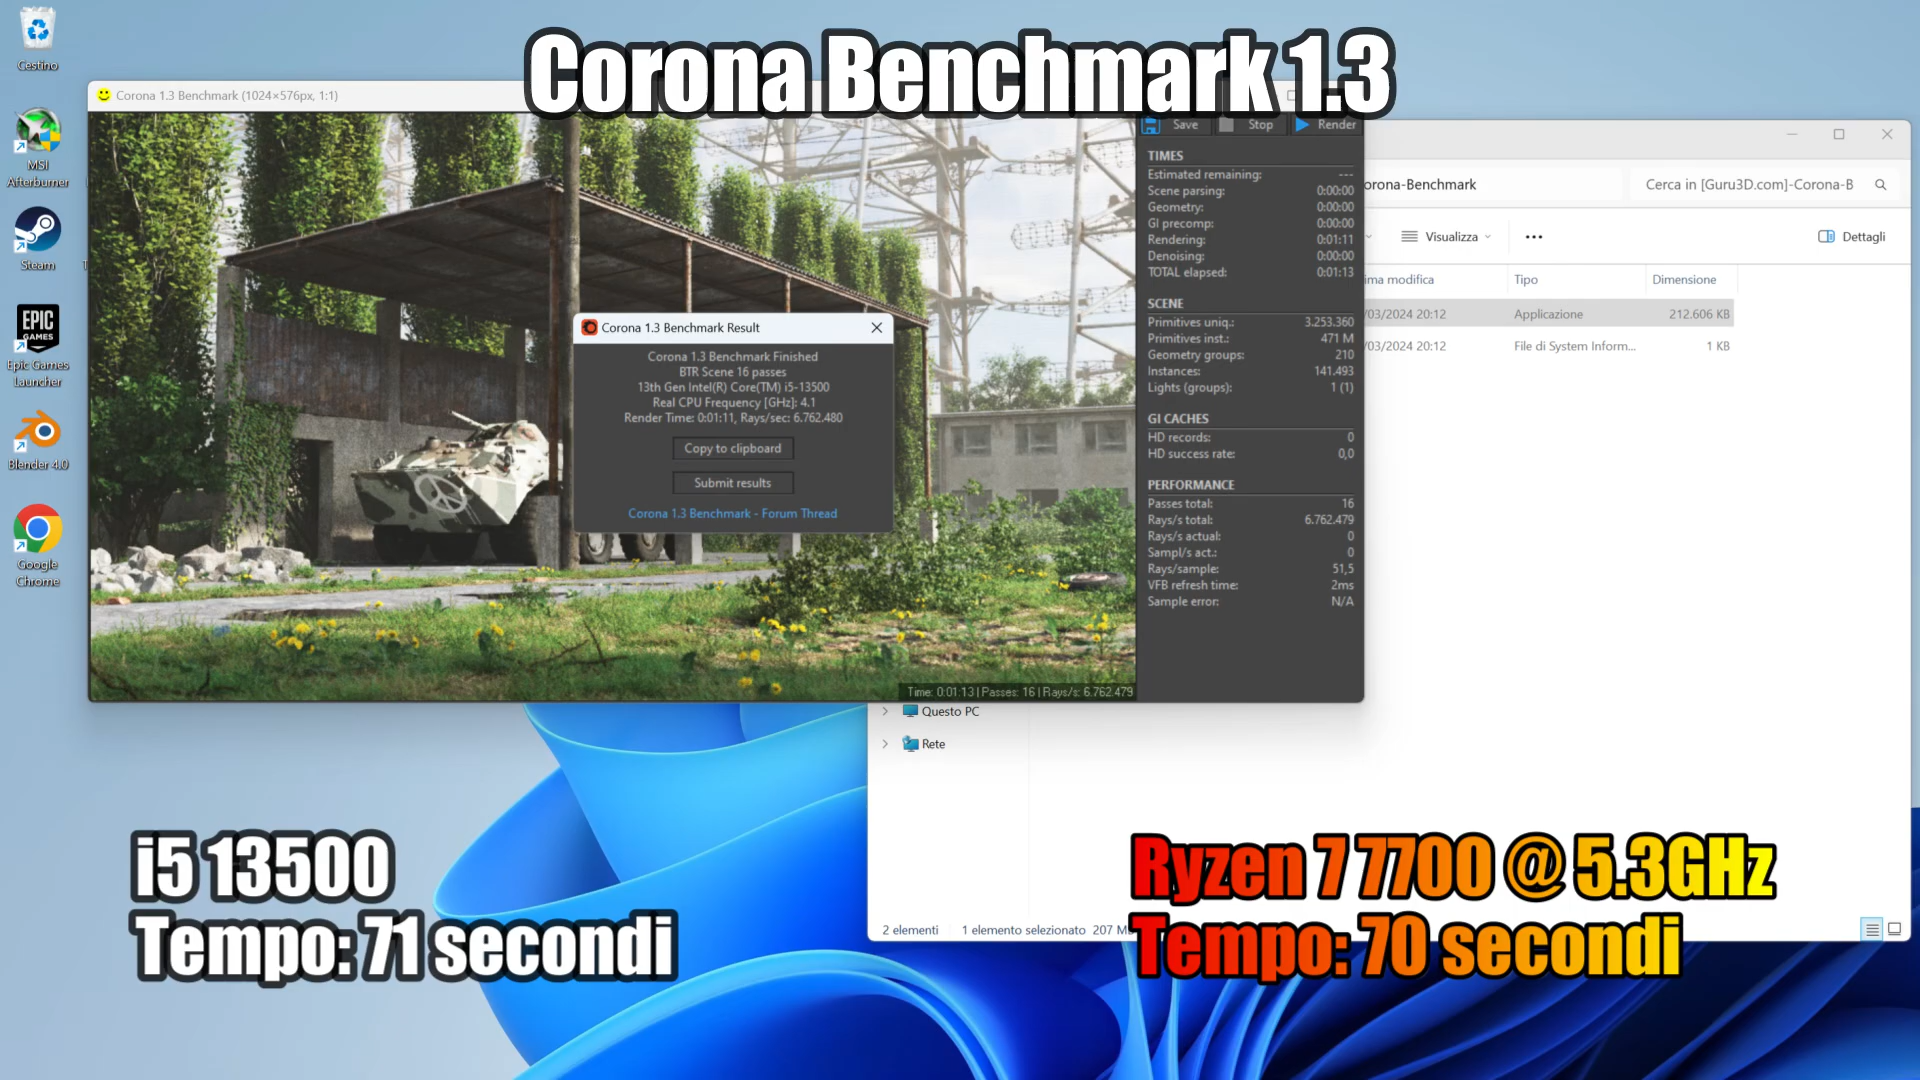 Corona Benchmark 1.3
Cestino
MSI
Afterburner
Steam
EPIC
GAMES
Epic Games
Launcher
Blender 4.0
Google
Chrome
Corona 1.3 Benchmark (1024×576px, 1:1)
Save
Stop
Render
TIMES
Estimated remaining: ---
Scene parsing: 0:00:00
Geometry: 0:00:00
GI precomp: 0:00:00
Rendering: 0:01:11
Denoising: 0:00:00
TOTAL elapsed: 0:01:13
SCENE
Primitives uniq.: 3.253.360
Primitives inst.: 471 M
Geometry groups: 210
Instances: 141.493
Lights (groups): 1 (1)
GI CACHES
HD records: 0
HD success rate: 0,0
PERFORMANCE
Passes total: 16
Rays/s total: 6.762.479
Rays/s actual: 0
Sampl/s act.: 0
Rays/sample: 51,5
VFB refresh time: 2ms
Sample error: N/A
Corona 1.3 Benchmark Result
Corona 1.3 Benchmark Finished
BTR Scene 16 passes
13th Gen Intel(R) Core(TM) i5-13500
Real CPU Frequency [GHz]: 4.1
Render Time: 0:01:11, Rays/sec: 6.762.480
Copy to clipboard
Submit results
Corona 1.3 Benchmark - Forum Thread
Time: 0:01:13 | Passes: 16 | Rays/s: 6.762.479
orona-Benchmark
Cerca in [Guru3D.com]-Corona-B
Visualizza
Dettagli
ima modifica Tipo Dimensione
/03/2024 20:12 Applicazione 212.606 KB
/03/2024 20:12 File di System Inform... 1 KB
Questo PC
Rete
2 elementi 1 elemento selezionato 207 M
i5 13500
Tempo: 71 secondi
Ryzen 7 7700 @ 5.3GHz
Tempo: 70 secondi